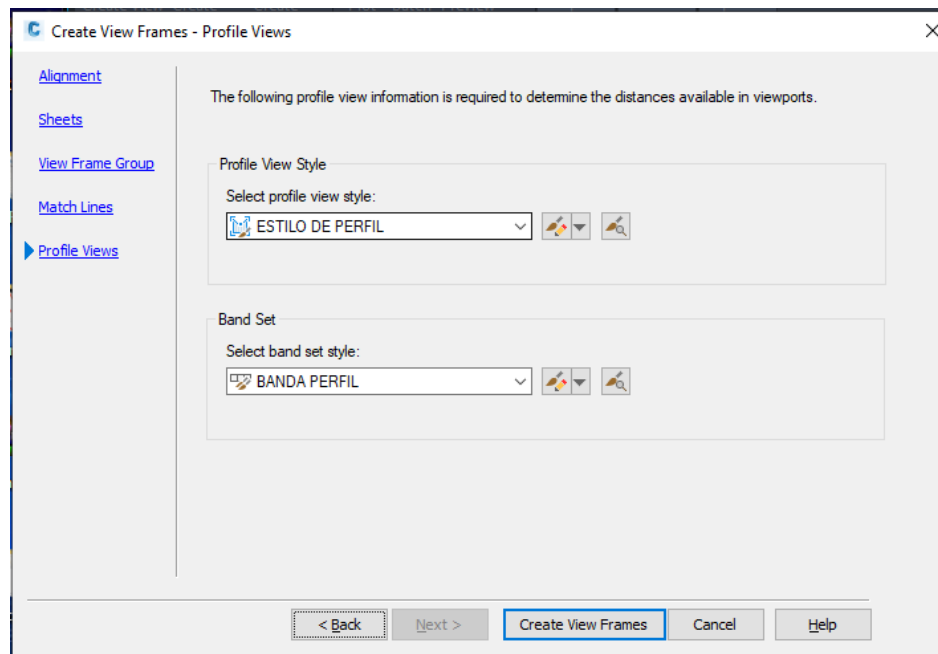 Create View Frames - Profile Views
Alignment
Sheets
View Frame Group
Match Lines
Profile Views
The following profile view information is required to determine the distances available in viewports.
Profile View Style
Select profile view style:
ESTILO DE PERFIL
Band Set
Select band set style:
BANDA PERFIL
< Back
Next >
Create View Frames
Cancel
Help